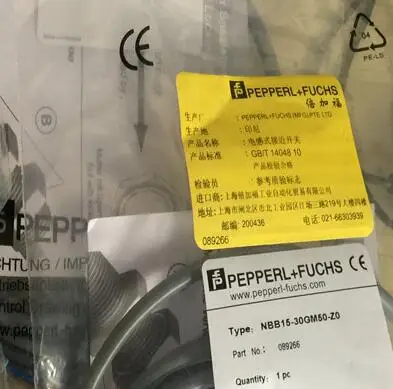 CE
04
PE-LD
PEPPERL+FUCHS
倍加福
生产厂: PEPPERL+FUCHS (MFG)PTE LTD
生产地: 印尼
产品名称: 电感式接近开关
产品标准: GB/T 14048.10
产品检验合格
检验员 参考质检标志
进口商: 上海倍加福工业自动化贸易有限公司
地址: 上海市闸北区市北工业园区江场三路219号大楼四楼
邮编: 200436 电话: 021-66303939
089266
PEPP
CHTUNG / IMP
PEPPERL+FUCHS CE
www.pepperl-fuchs.com
Type: NBB15-30GM50-Z0
Part No.: 089266
Quantity: 1 pc